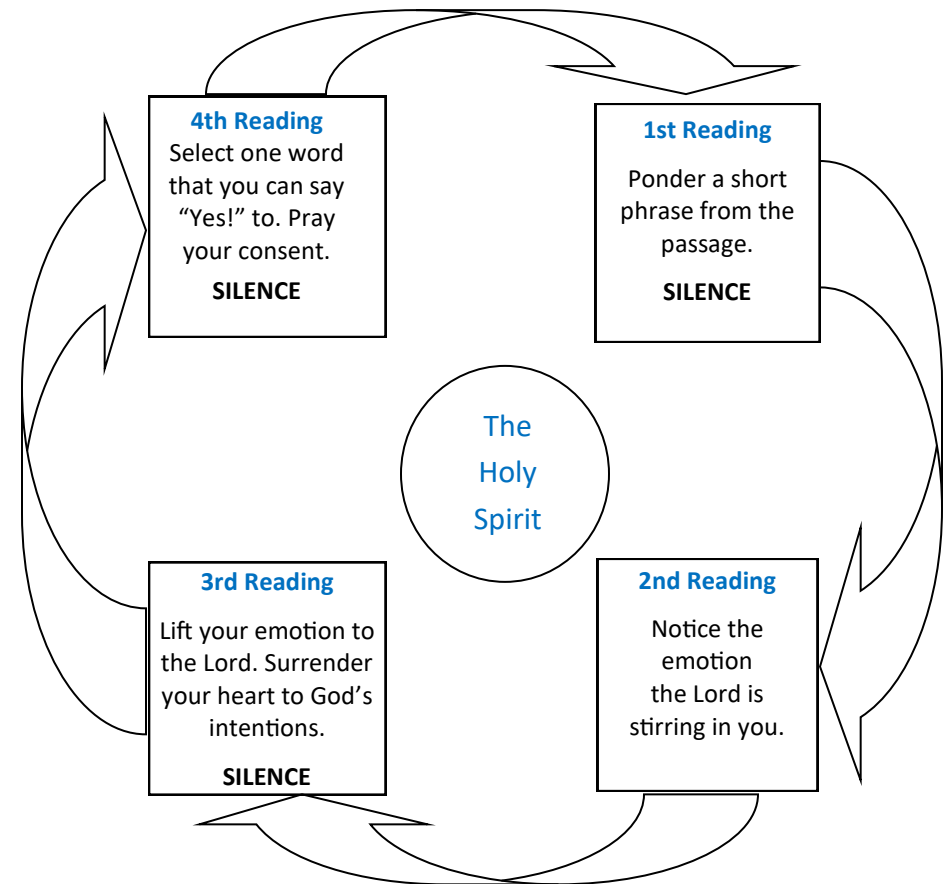 4th Reading
Select one word
that you can say
“Yes!” to. Pray
your consent.
SILENCE
1st Reading
Ponder a short
phrase from the
passage.
SILENCE
The
Holy
Spirit
3rd Reading
Lift your emotion to
the Lord. Surrender
your heart to God’s
intentions.
SILENCE
2nd Reading
Notice the
emotion
the Lord is
stirring in you.